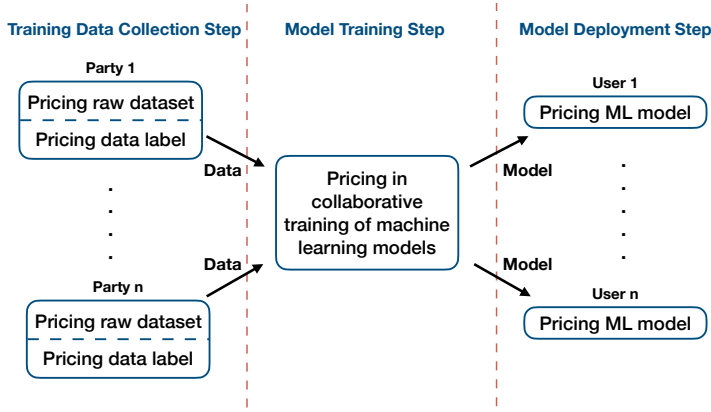 Training Data Collection Step
Model Training Step
Model Deployment Step
Party 1
Pricing raw dataset
Pricing data label
Data
Pricing in
collaborative
training of machine
learning models
User 1
Pricing ML model
Model
Data
Party n
Pricing raw dataset
Pricing data label
Model
User n
Pricing ML model